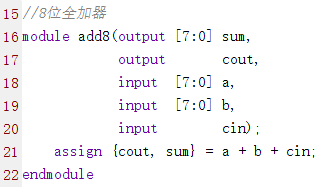 15 //8位全加器
16 module add8(output [7:0] sum,
17             output       cout,
18             input  [7:0] a,
19             input  [7:0] b,
20             input        cin);
21     assign {cout, sum} = a + b + cin;
22 endmodule